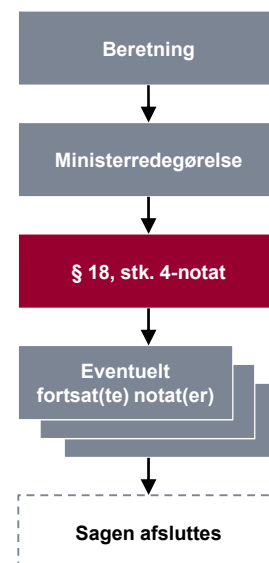 Beretning
Ministerredegørelse
§ 18, stk. 4-notat
Eventuelt
fortsat(te) notat(er)
Sagen afsluttes